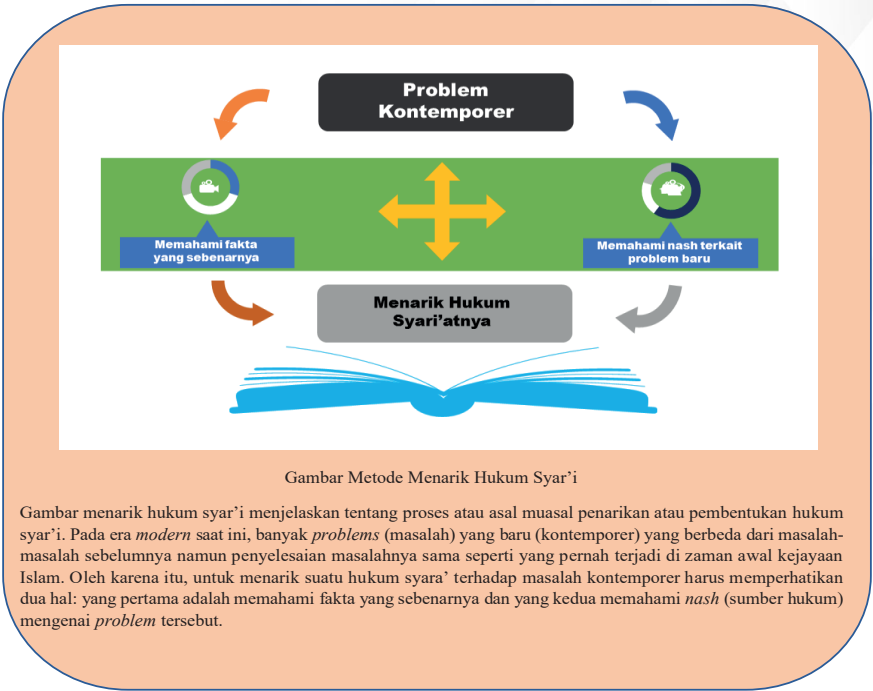 Problem
Kontemporer
Memahami fakta
yang sebenarnya
Memahami nash terkait
problem baru
Menarik Hukum
Syari’atnya
Gambar Metode Menarik Hukum Syar’i
Gambar menarik hukum syar’i menjelaskan tentang proses atau asal muasal penarikan atau pembentukan hukum
syar’i. Pada era modern saat ini, banyak problems (masalah) yang baru (kontemporer) yang berbeda dari masalah-
masalah sebelumnya namun penyelesaian masalahnya sama seperti yang pernah terjadi di zaman awal kejayaan
Islam. Oleh karena itu, untuk menarik suatu hukum syara’ terhadap masalah kontemporer harus memperhatikan
dua hal: yang pertama adalah memahami fakta yang sebenarnya dan yang kedua memahami nash (sumber hukum)
mengenai problem tersebut.